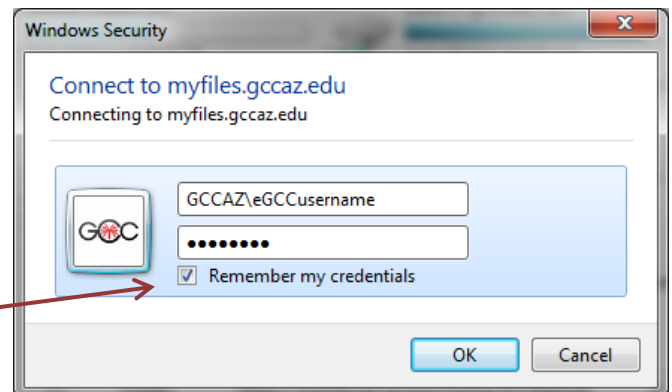 Windows Security
Connect to myfiles.gccaz.edu
Connecting to myfiles.gccaz.edu
GCCAZ\eGCCusername
GCC
●●●●●●●●
Remember my credentials
OK
Cancel